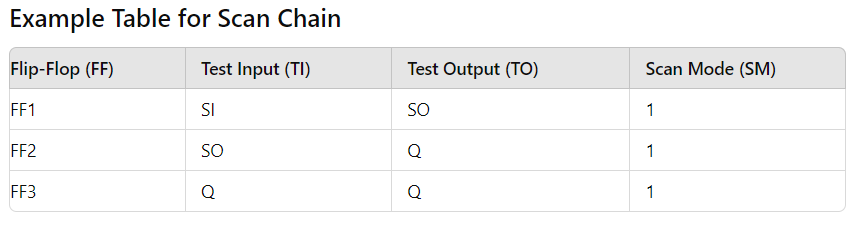 Example Table for Scan Chain
Flip-Flop (FF) Test Input (TI) Test Output (TO) Scan Mode (SM)
FF1 SI SO 1
FF2 SO Q 1
FF3 Q Q 1